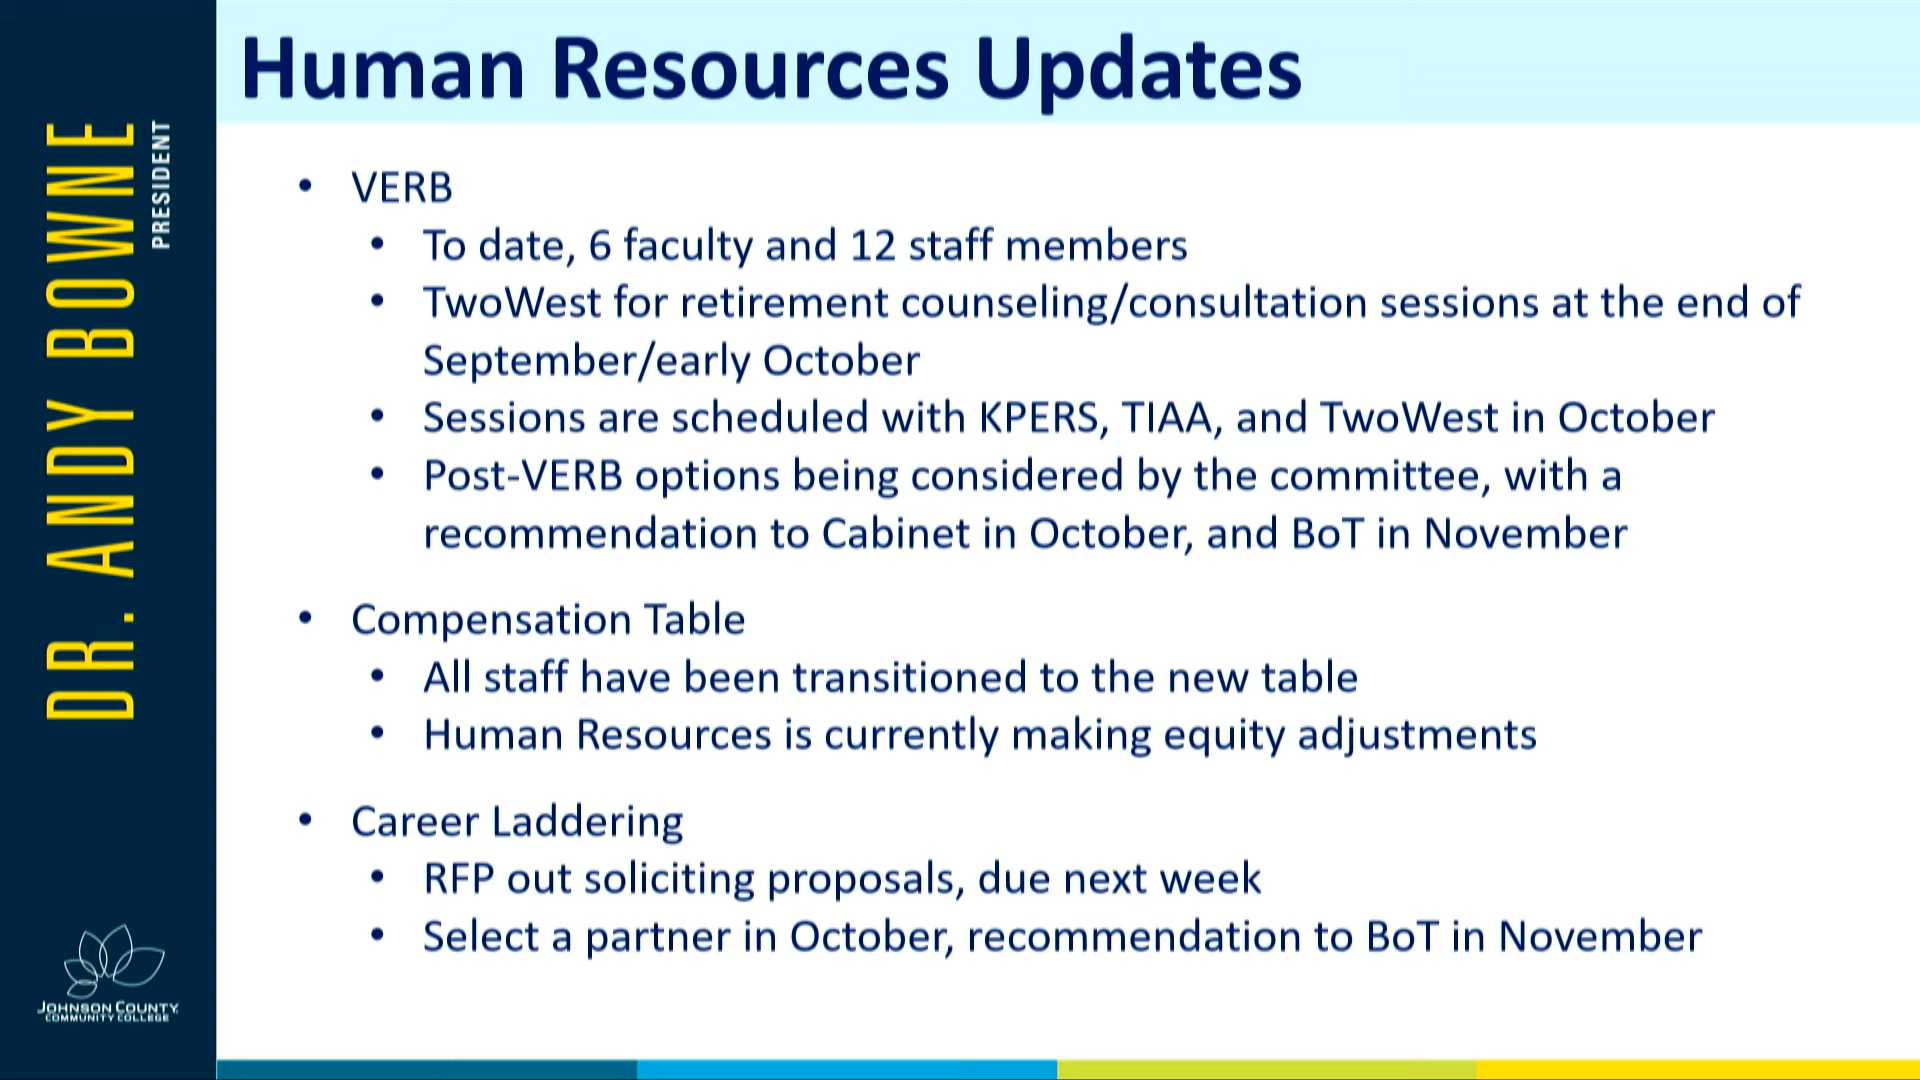 DR. ANDY BOWNE
PRESIDENT
JOHNSON COUNTY
COMMUNITY COLLEGE
Human Resources Updates
• VERB
• To date, 6 faculty and 12 staff members
• TwoWest for retirement counseling/consultation sessions at the end of
September/early October
• Sessions are scheduled with KPERS, TIAA, and TwoWest in October
• Post-VERB options being considered by the committee, with a
recommendation to Cabinet in October, and BoT in November
• Compensation Table
• All staff have been transitioned to the new table
• Human Resources is currently making equity adjustments
• Career Laddering
• RFP out soliciting proposals, due next week
• Select a partner in October, recommendation to BoT in November